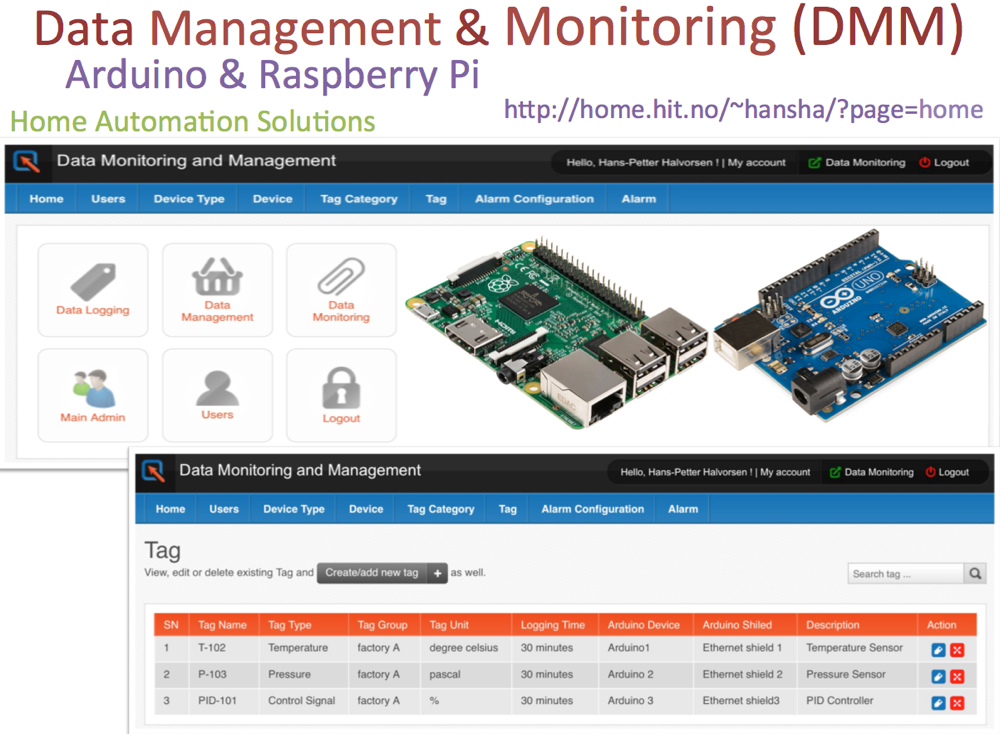 Data Management & Monitoring (DMM)
Arduino & Raspberry Pi
Home Automation Solutions
http://home.hit.no/~hansha/?page=home
Data Monitoring and Management
Hello, Hans-Petter Halvorsen ! | My account
Data Monitoring
Logout
Home Users Device Type Device Tag Category Tag Alarm Configuration Alarm
Data Logging
Data
Management
Data
Monitoring
Main Admin
Users
Logout
HDMI
EDAC
UNO
ARDUINO
Data Monitoring and Management
Hello, Hans-Petter Halvorsen ! | My account
Data Monitoring
Logout
Home Users Device Type Device Tag Category Tag Alarm Configuration Alarm
Tag
View, edit or delete existing Tag and Create/add new tag + as well.
Search tag ...
SN Tag Name Tag Type Tag Group Tag Unit Logging Time Arduino Device Arduino Shiled Description Action
1 T-102 Temperature factory A degree celsius 30 minutes Arduino1 Ethernet shield 1 Temperature Sensor
2 P-103 Pressure factory A pascal 30 minutes Arduino 2 Ethernet shield 2 Pressure Sensor
3 PID-101 Control Signal factory A % 30 minutes Arduino 3 Ethernet shield3 PID Controller